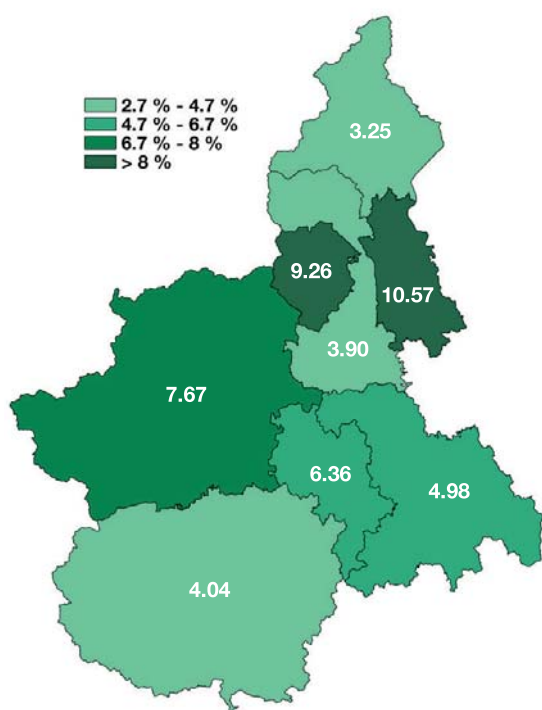 2.7 % - 4.7 %
4.7 % - 6.7 %
6.7 % - 8 %
> 8 %
3.25
9.26
10.57
3.90
7.67
6.36
4.98
4.04